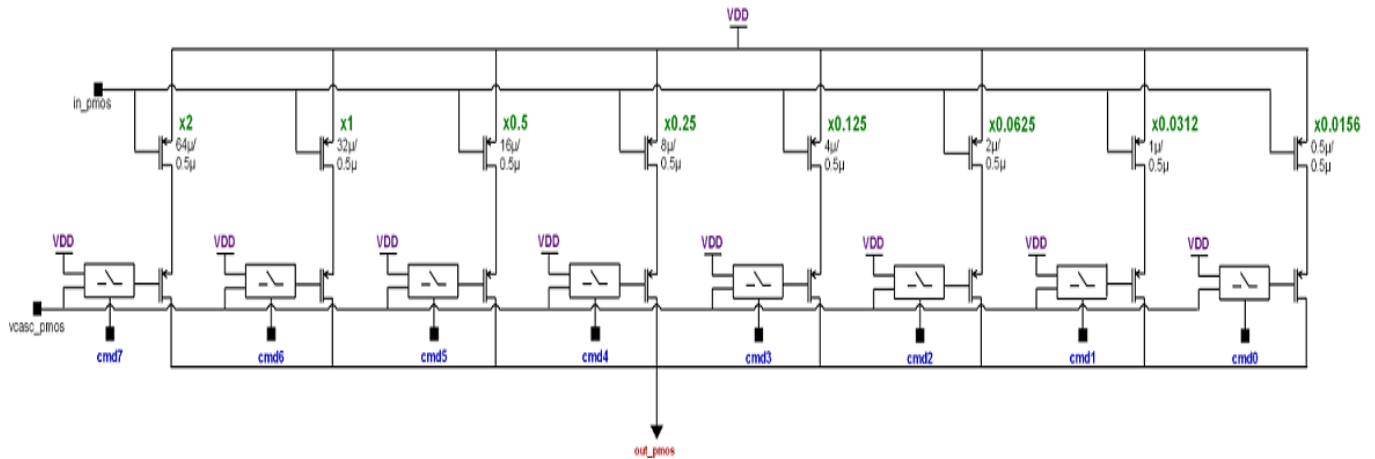 VDD
in_pmos
x2
64µ/
0.5µ
x1
32µ/
0.5µ
x0.5
16µ/
0.5µ
x0.25
8µ/
0.5µ
x0.125
4µ/
0.5µ
x0.0625
2µ/
0.5µ
x0.0312
1µ/
0.5µ
x0.0156
0.5µ/
0.5µ
VDD
VDD
VDD
VDD
VDD
VDD
VDD
VDD
vcasc_pmos
cmd7
cmd6
cmd5
cmd4
cmd3
cmd2
cmd1
cmd0
out_pmos